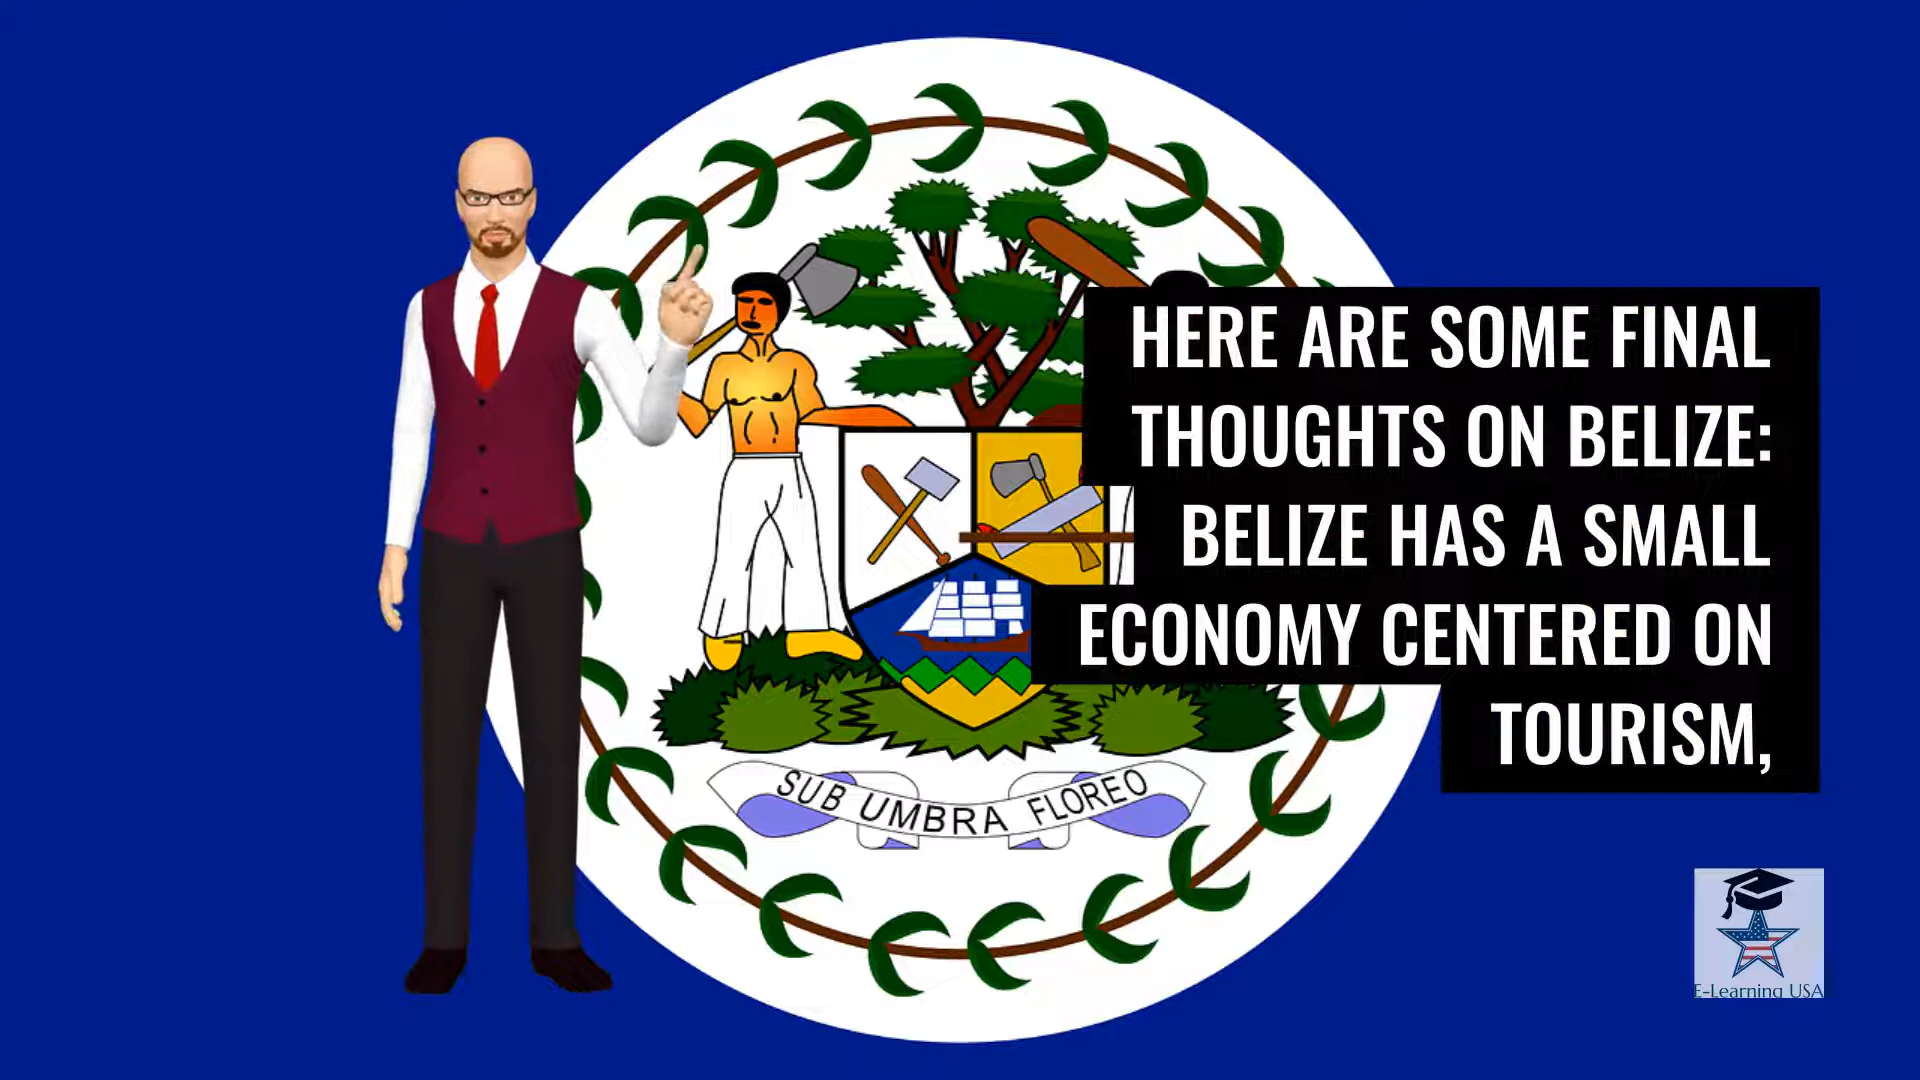 HERE ARE SOME FINAL
THOUGHTS ON BELIZE:
BELIZE HAS A SMALL
ECONOMY CENTERED ON
TOURISM,
SUB UMBRA FLOREO
E-Learning USA